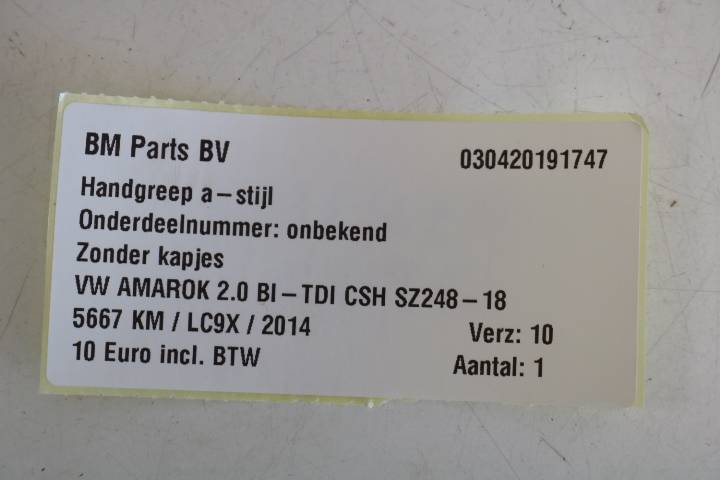 BM Parts BV 030420191747
Handgreep a-stijl
Onderdeelnummer: onbekend
Zonder kapjes
VW AMAROK 2.0 BI-TDI CSH SZ248-18
5667 KM / LC9X / 2014 Verz: 10
10 Euro incl. BTW Aantal: 1